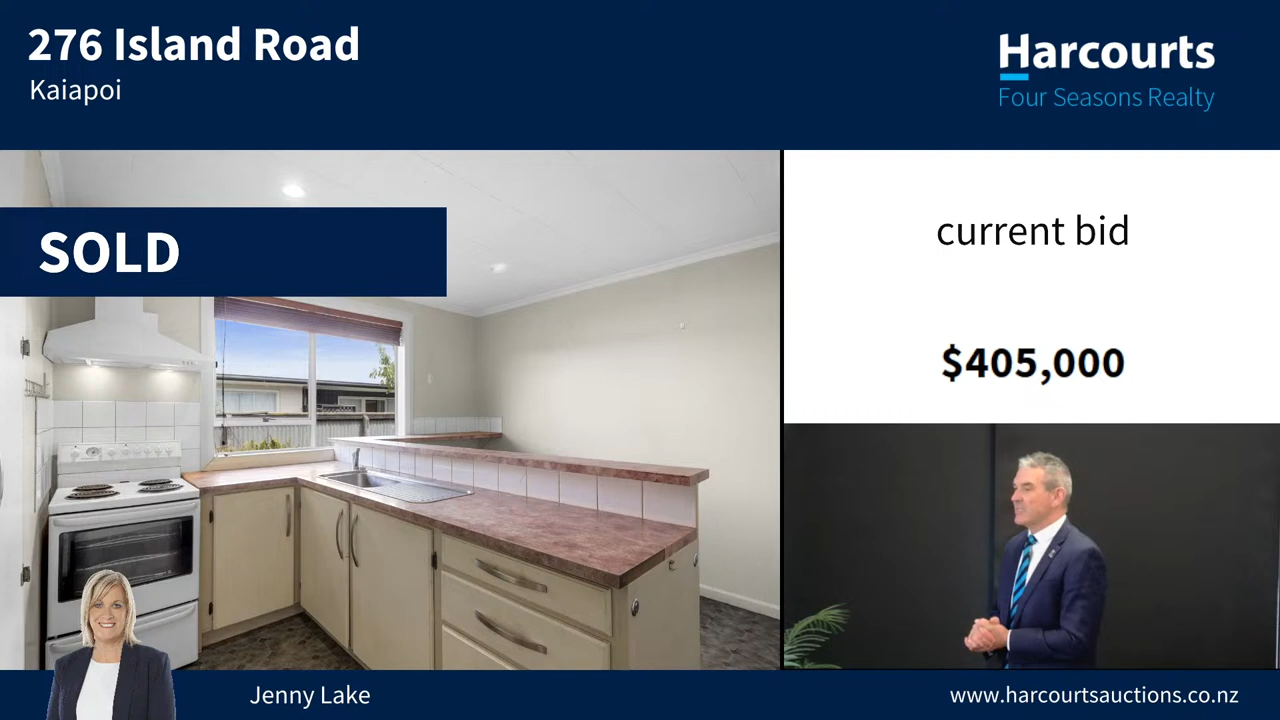 276 Island Road
Kaiapoi
Harcourts
Four Seasons Realty
SOLD
current bid
$405,000
Jenny Lake
www.harcourtsauctions.co.nz